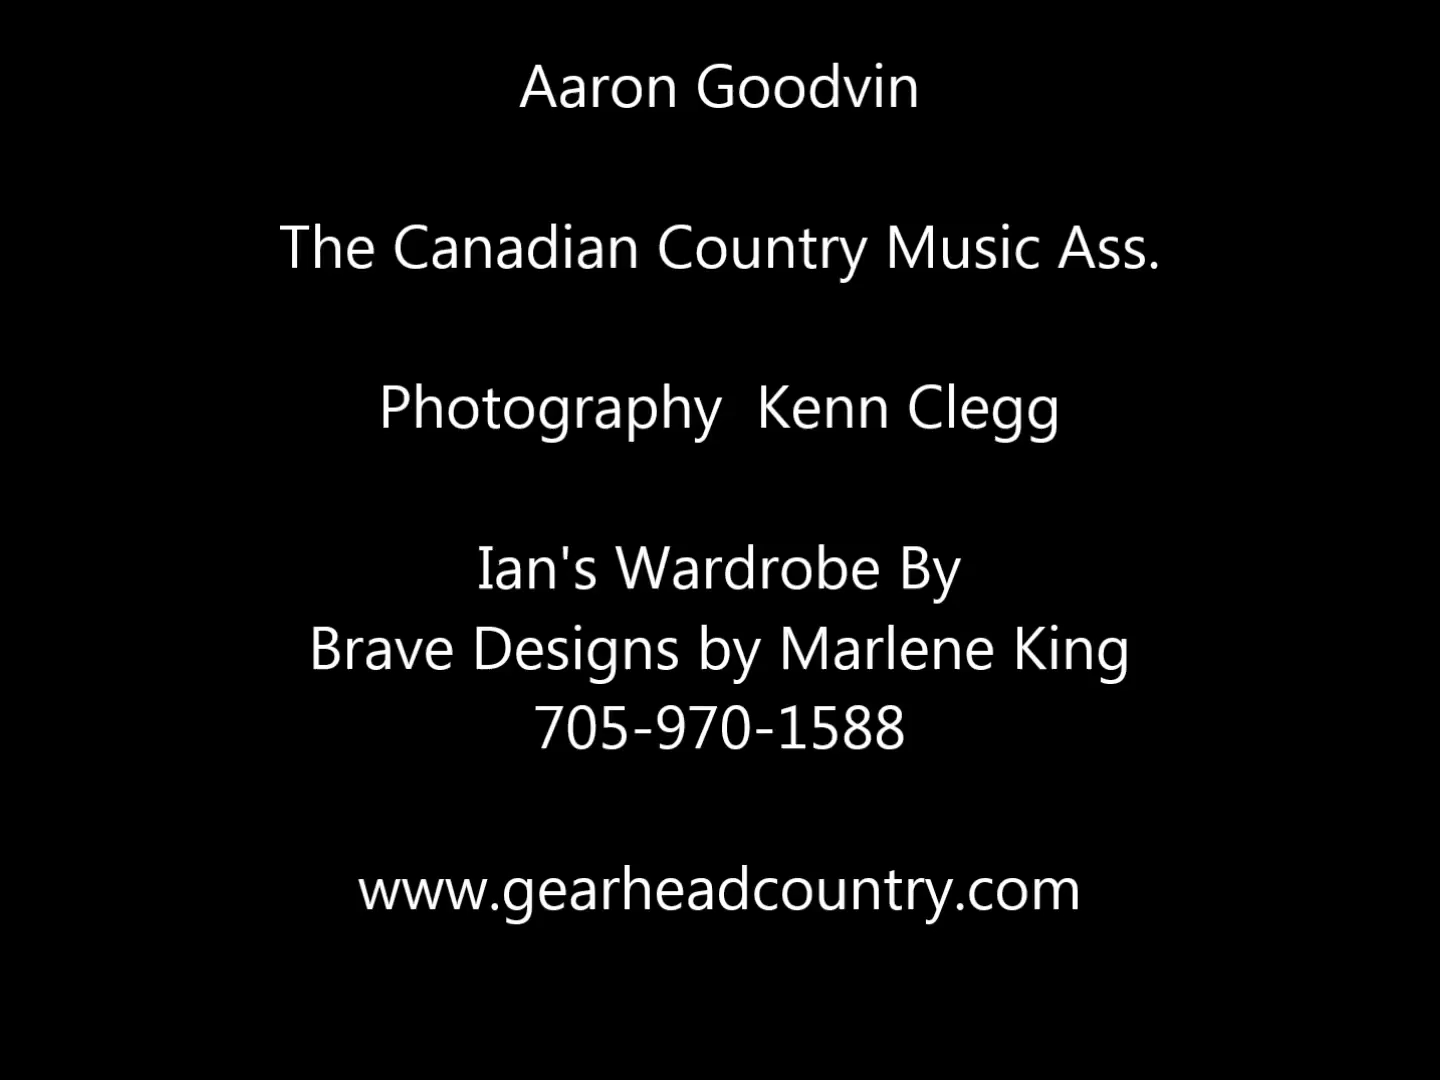 Aaron Goodvin
The Canadian Country Music Ass.
Photography  Kenn Clegg
Ian's Wardrobe By
Brave Designs by Marlene King
705-970-1588
www.gearheadcountry.com